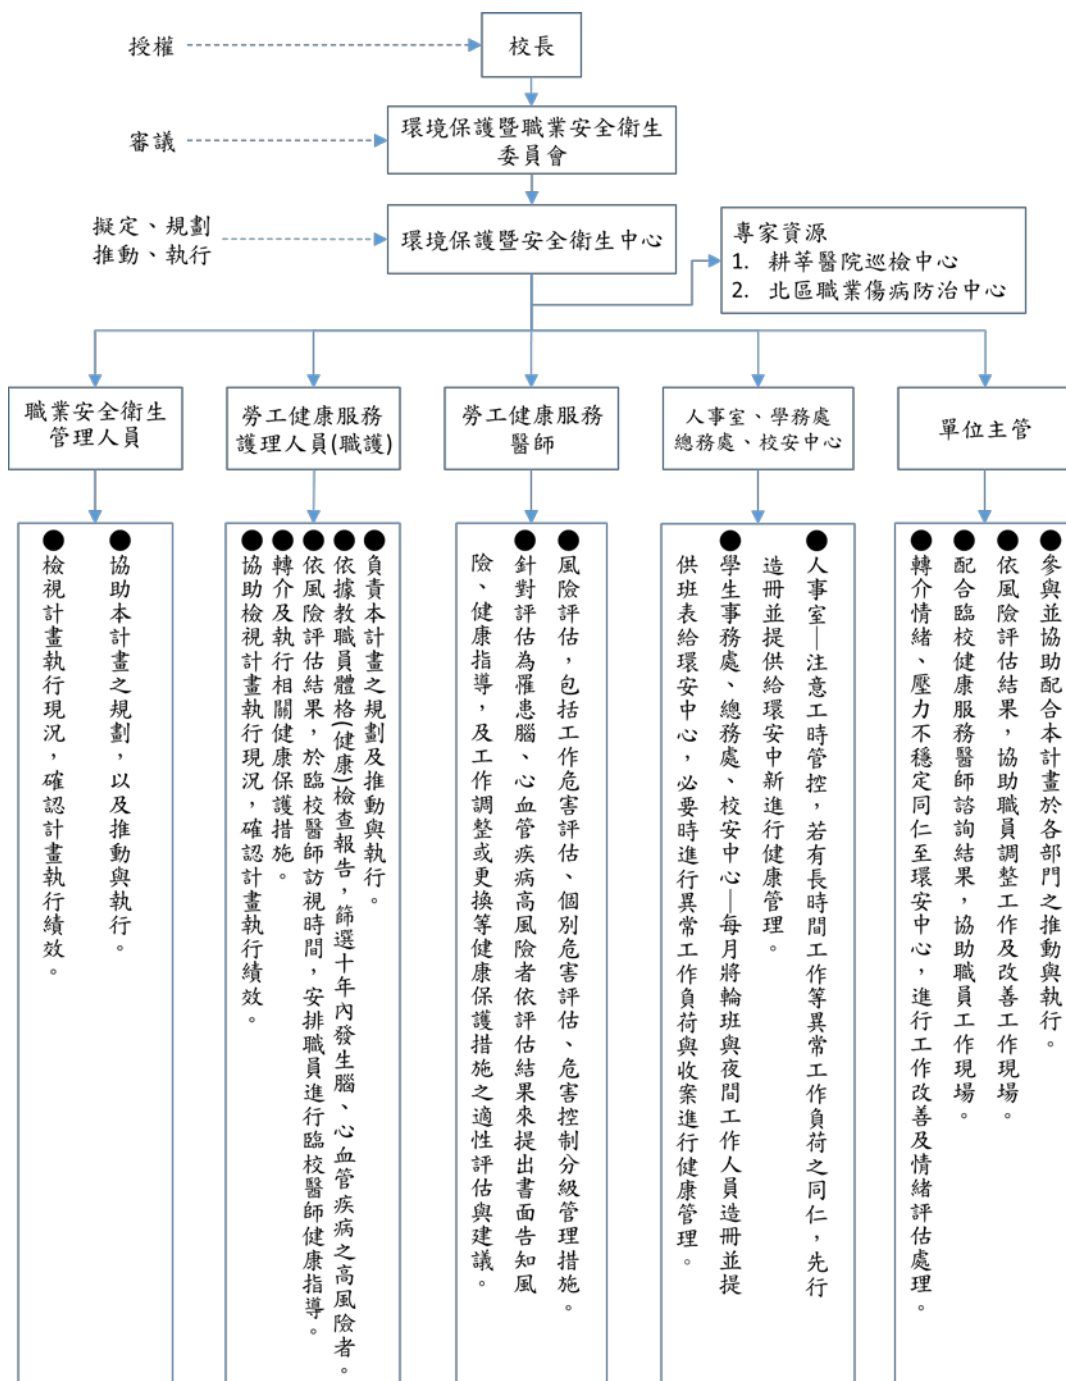 授權
校長
審議
環境保護暨職業安全衛生
委員會
擬定、規劃
推動、執行
環境保護暨安全衛生中心
專家資源
1. 耕莘醫院巡檢中心
2. 北區職業傷病防治中心
職業安全衛生
管理人員
勞工健康服務
護理人員(職護)
勞工健康服務
醫師
人事室、學務處
總務處、校安中心
單位主管
●協助本計畫之規劃，以及推動與執行。
●檢視計畫執行現況，確認計畫執行績效。
●負責本計畫之規劃及推動與執行。
●依據教職員體格(健康)檢查報告，篩選十年內發生腦、心血管疾病之高風險者。
●依風險評估結果，於臨校醫師訪視時間，安排職員進行臨校醫師健康指導。
●轉介及執行相關健康保護措施。
●協助檢視計畫執行現況，確認計畫執行績效。
●風險評估，包括工作危害評估、個別危害評估、危害控制分級管理措施。
●針對評估為罹患腦、心血管疾病高風險者依評估結果來提出書面告知風
險、健康指導，及工作調整或更換等健康保護措施之適性評估與建議。
●人事室—注意工時管控，若有長時間工作等異常工作負荷之同仁，先行
造冊並提供給環安中新進行健康管理。
●學生事務處、總務處、校安中心—每月將輪班與夜間工作人員造冊並提
供班表給環安中心，必要時進行異常工作負荷與收案進行健康管理。
●參與並協助配合本計畫於各部門之推動與執行。
●依風險評估結果，協助職員調整工作及改善工作現場。
●配合臨校健康服務醫師諮詢結果，協助職員工作現場。
●轉介情緒、壓力不穩定同仁至環安中心，進行工作改善及情緒評估處理。